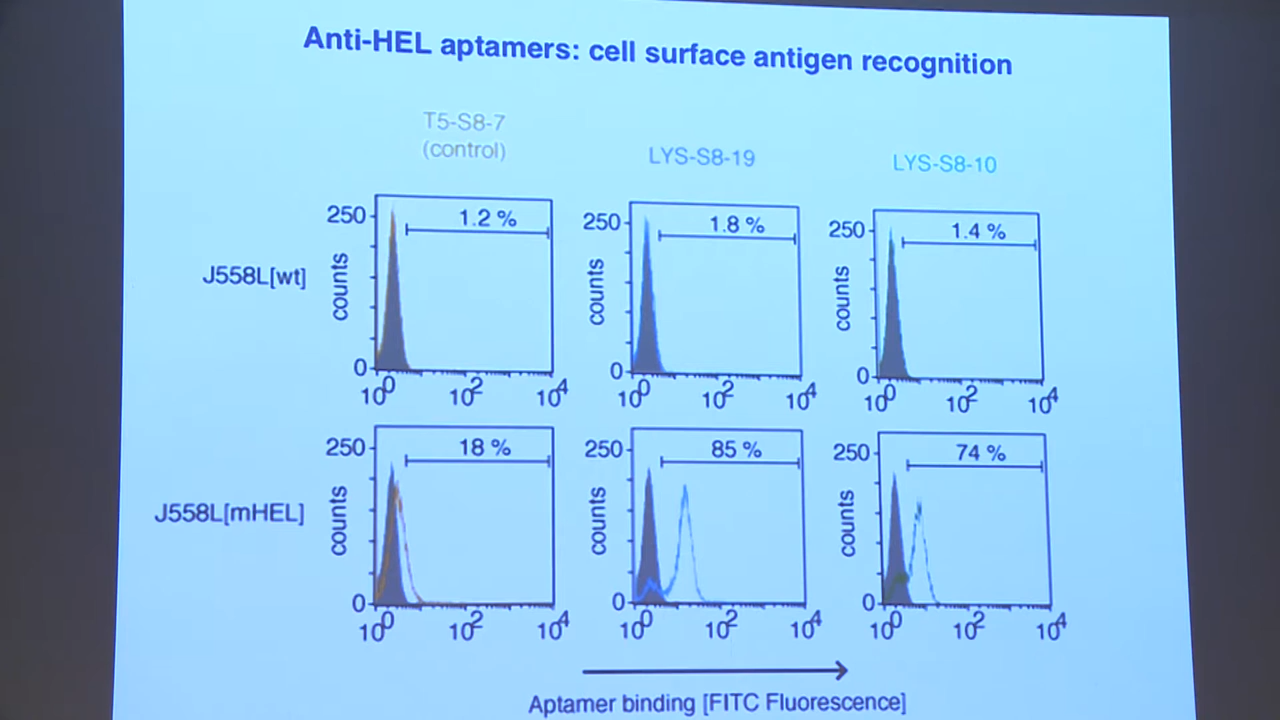 Anti-HEL aptamers: cell surface antigen recognition
T5-S8-7
(control)
LYS-S8-19
LYS-S8-10
J558L[wt]
counts
250
0
1.2 %
10⁰ 10² 10⁴
counts
250
0
1.8 %
10⁰ 10² 10⁴
counts
250
0
1.4 %
10⁰ 10² 10⁴
J558L[mHEL]
counts
250
0
18 %
10⁰ 10² 10⁴
counts
250
0
85 %
10⁰ 10² 10⁴
counts
250
0
74 %
10⁰ 10² 10⁴
Aptamer binding [FITC Fluorescence]